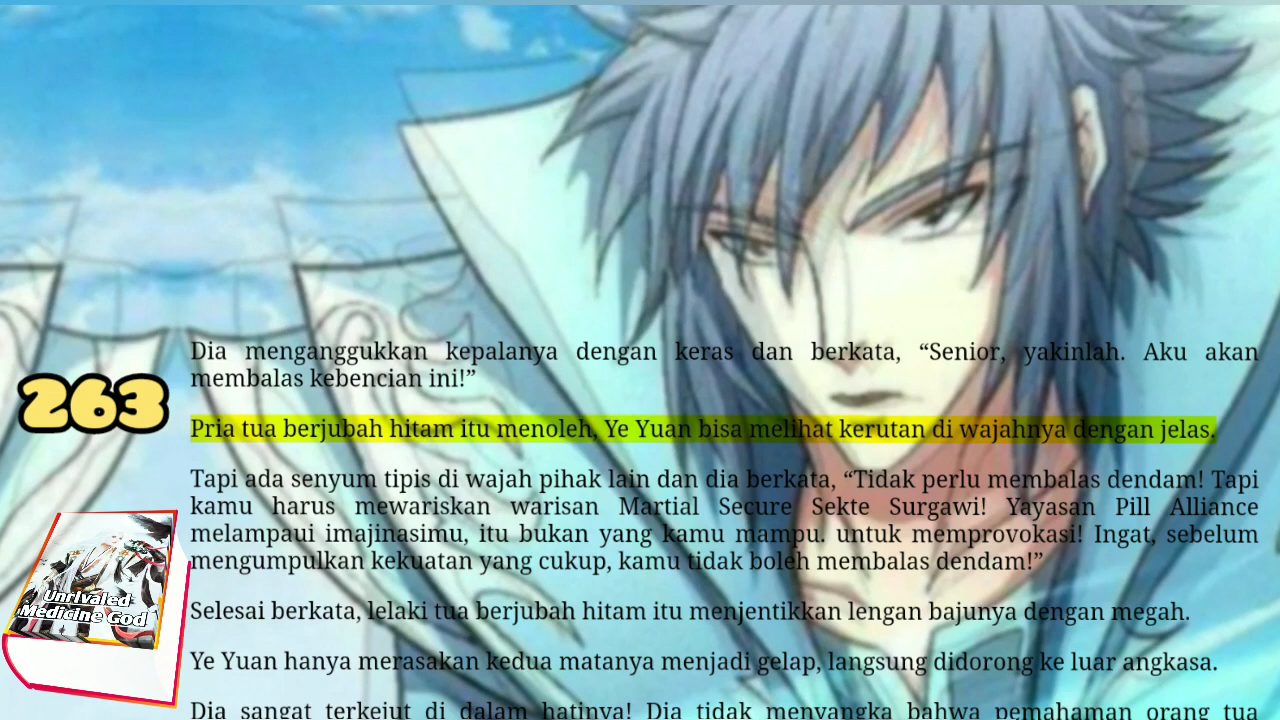 Dia menganggukkan kepalanya dengan keras dan berkata, “Senior, yakinlah. Aku akan
membalas kebencian ini!”
263
Pria tua berjubah hitam itu menoleh, Ye Yuan bisa melihat kerutan di wajahnya dengan jelas.
Tapi ada senyum tipis di wajah pihak lain dan dia berkata, “Tidak perlu membalas dendam! Tapi
kamu harus mewariskan warisan Martial Secure Sekte Surgawi! Yayasan Pill Alliance
melampaui imajinasimu, itu bukan yang kamu mampu. untuk memprovokasi! Ingat, sebelum
mengumpulkan kekuatan yang cukup, kamu tidak boleh membalas dendam!”
Unrivaled
Medicine God
Selesai berkata, lelaki tua berjubah hitam itu menjentikkan lengan bajunya dengan megah.
Ye Yuan hanya merasakan kedua matanya menjadi gelap, langsung didorong ke luar angkasa.
Dia sangat terkejut di dalam hatinya! Dia tidak menyangka bahwa pemahaman orang tua